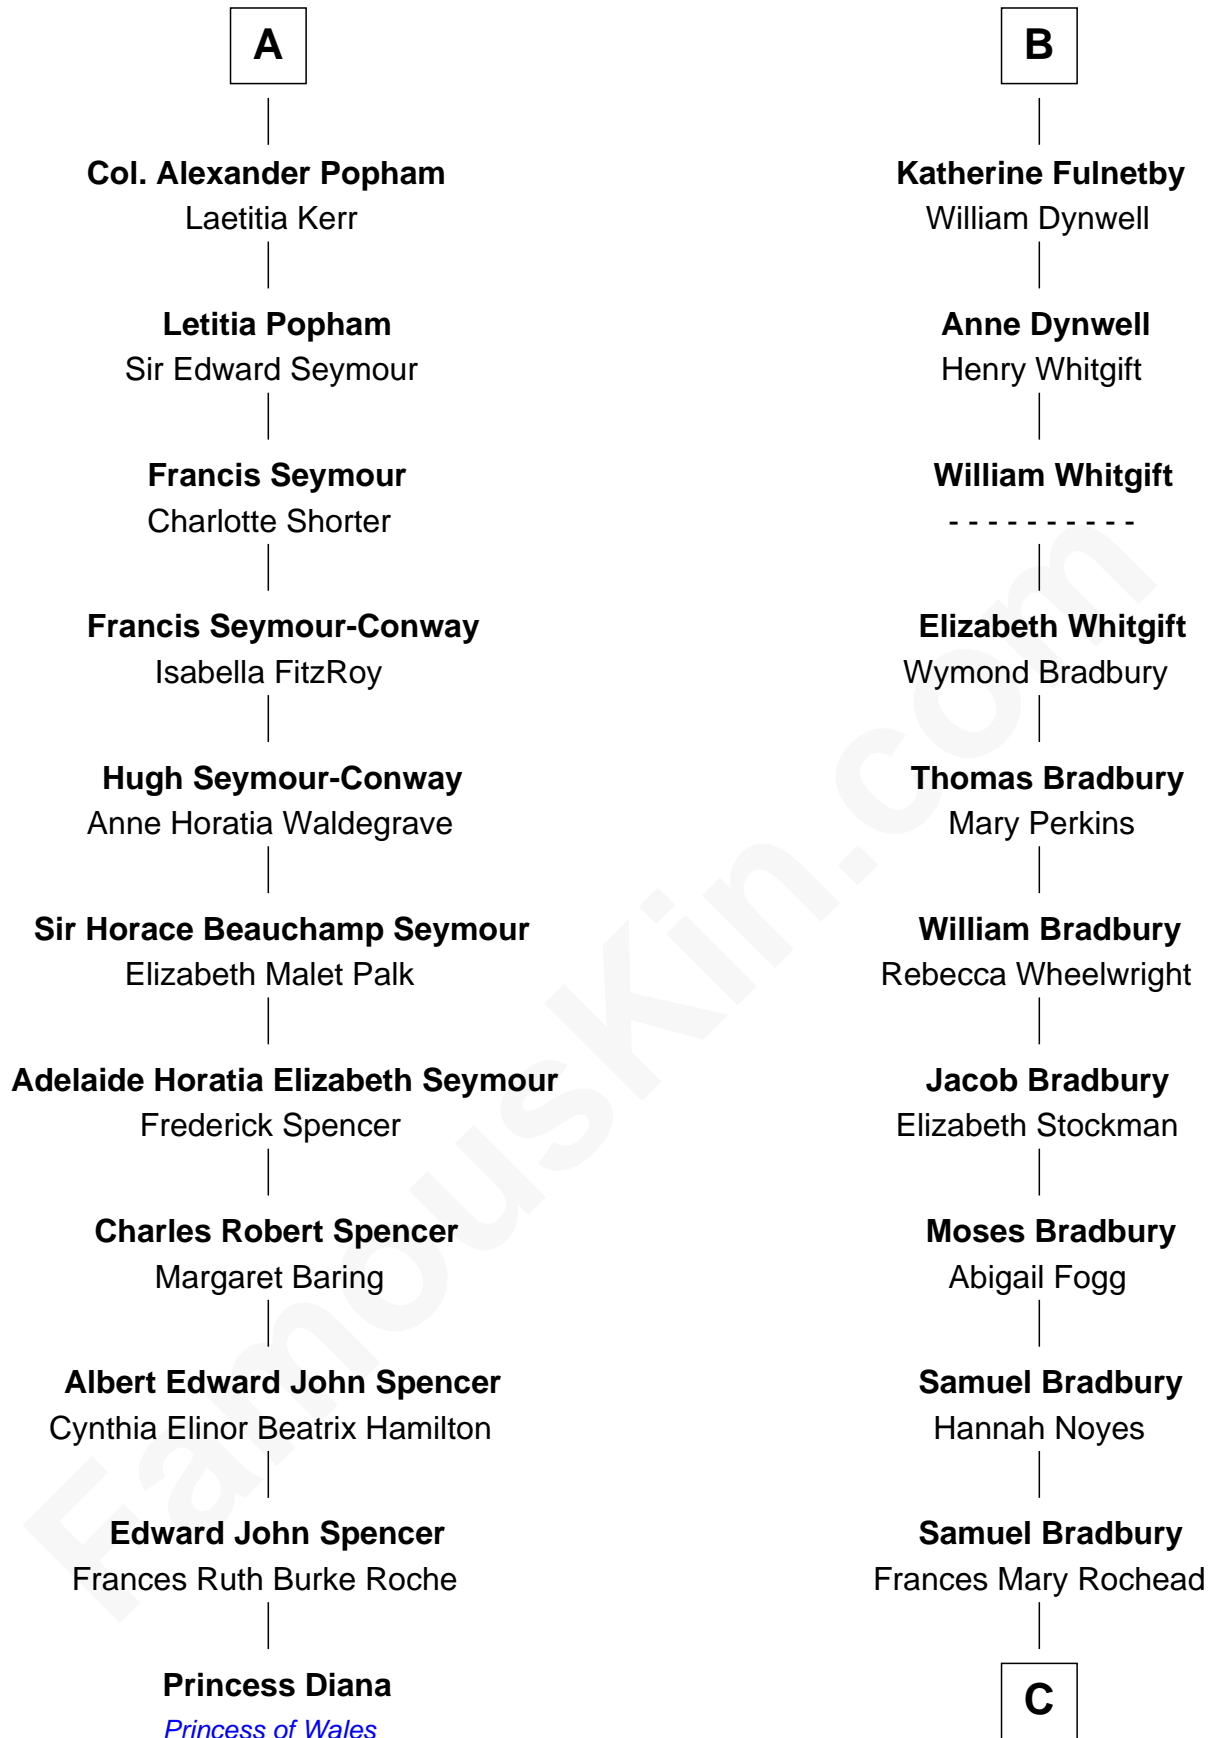 A
Col. Alexander Popham
Laetitia Kerr
Letitia Popham
Sir Edward Seymour
Francis Seymour
Charlotte Shorter
Francis Seymour-Conway
Isabella FitzRoy
Hugh Seymour-Conway
Anne Horatia Waldegrave
Sir Horace Beauchamp Seymour
Elizabeth Malet Palk
Adelaide Horatia Elizabeth Seymour
Frederick Spencer
Charles Robert Spencer
Margaret Baring
Albert Edward John Spencer
Cynthia Elinor Beatrix Hamilton
Edward John Spencer
Frances Ruth Burke Roche
Princess Diana
Princess of Wales
B
Katherine Fulnetby
William Dynwell
Anne Dynwell
Henry Whitgift
William Whitgift
- - - - - - - - - -
Elizabeth Whitgift
Wymond Bradbury
Thomas Bradbury
Mary Perkins
William Bradbury
Rebecca Wheelwright
Jacob Bradbury
Elizabeth Stockman
Moses Bradbury
Abigail Fogg
Samuel Bradbury
Hannah Noyes
Samuel Bradbury
Frances Mary Rochead
C
FamousKin.com